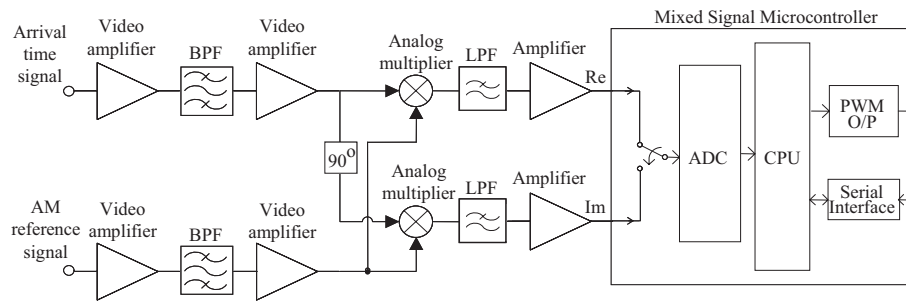 Mixed Signal Microcontroller
Arrival
time
signal
Video
amplifier
BPF
Video
amplifier
Analog
multiplier
LPF
Amplifier
Re
90°
ADC
CPU
PWM
O/P
AM
reference
signal
Video
amplifier
BPF
Video
amplifier
Analog
multiplier
LPF
Amplifier
Im
Serial
Interface